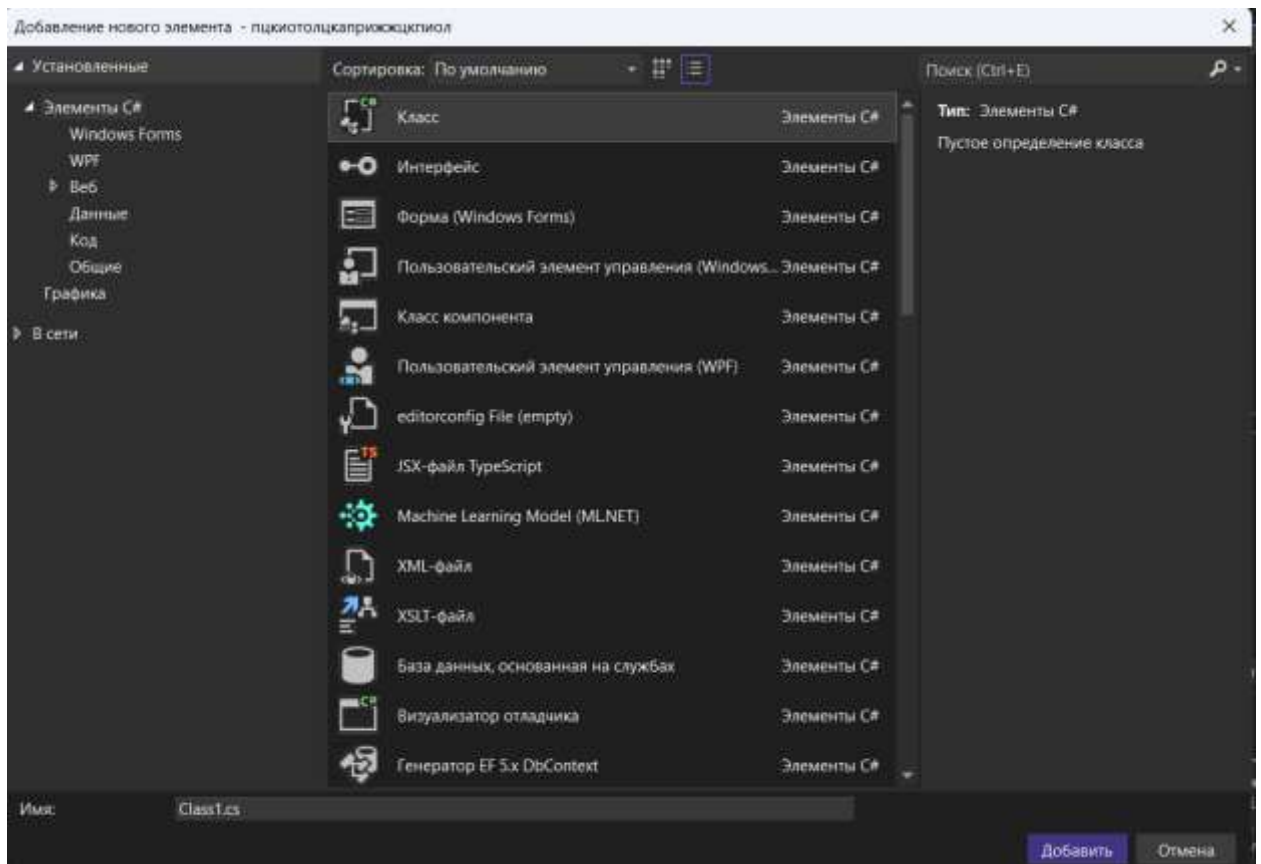 Добавление нового элемента - пцкиотолцкаприжжцкпиол
Установленные
Элементы C#
Windows Forms
WPF
Веб
Данные
Код
Общие
Графика
В сети
Сортировка: По умолчанию
Класс Элементы C#
Интерфейс Элементы C#
Форма (Windows Forms) Элементы C#
Пользовательский элемент управления (Windows... Элементы C#
Класс компонента Элементы C#
Пользовательский элемент управления (WPF) Элементы C#
editorconfig File (empty) Элементы C#
JSX-файл TypeScript Элементы C#
Machine Learning Model (ML.NET) Элементы C#
XML-файл Элементы C#
XSLT-файл Элементы C#
База данных, основанная на службах Элементы C#
Визуализатор отладчика Элементы C#
Генератор EF 5.x DbContext Элементы C#
Поиск (Ctrl+E)
Тип: Элементы C#
Пустое определение класса
Имя: Class1.cs
Добавить Отмена